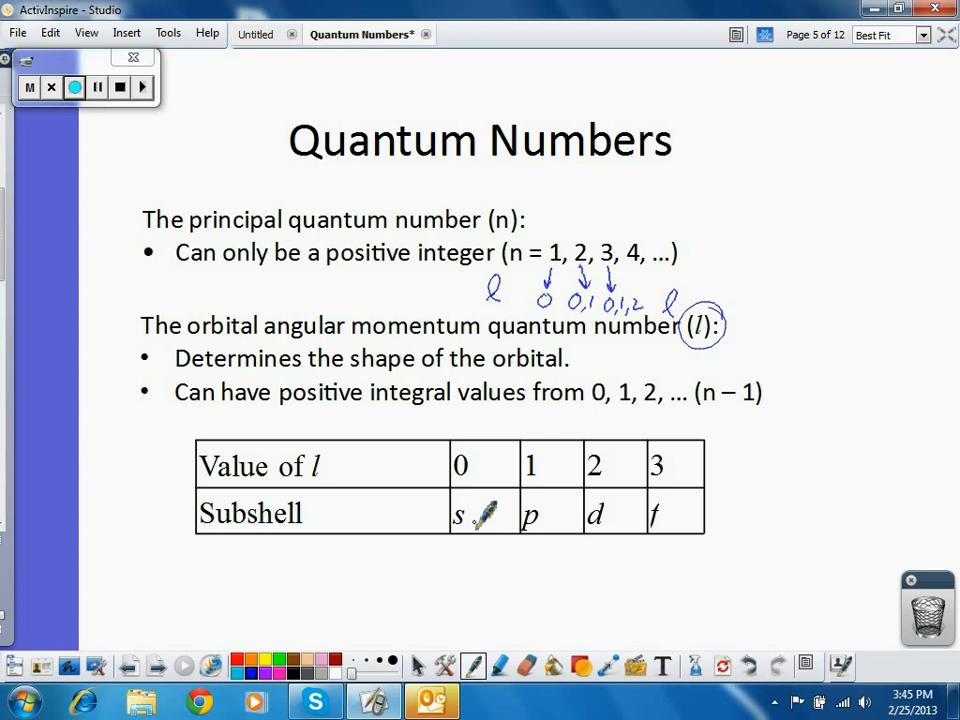 ActivInspire - Studio
File Edit View Insert Tools Help Untitled Quantum Numbers* Page 5 of 12 Best Fit
M
Quantum Numbers
The principal quantum number (n):
• Can only be a positive integer (n = 1, 2, 3, 4, ...)
l 0 0,1 0,1,2 l
The orbital angular momentum quantum number (l):
• Determines the shape of the orbital.
• Can have positive integral values from 0, 1, 2, ... (n – 1)
Value of l 0 1 2 3
Subshell s p d f
T
3:45 PM
2/25/2013